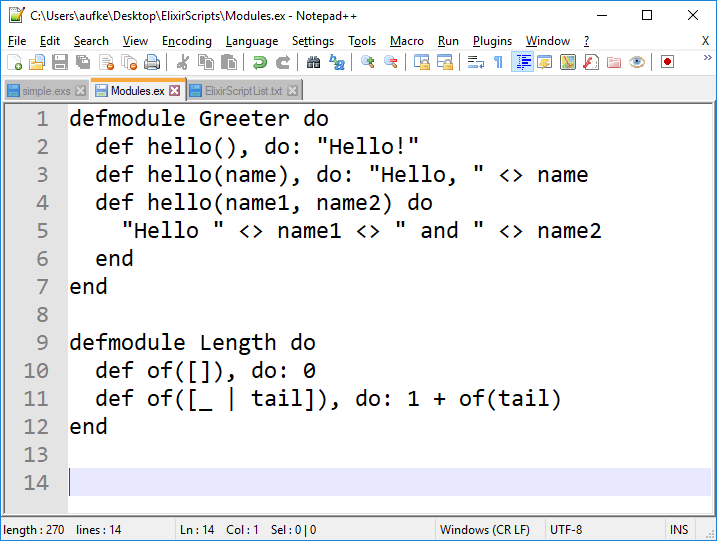 C:\Users\aufke\Desktop\ElixirScripts\Modules.ex - Notepad++
File Edit Search View Encoding Language Settings Tools Macro Run Plugins Window ? X
simple.exs Modules.ex ElixirScriptList.txt
1 defmodule Greeter do
2   def hello(), do: "Hello!"
3   def hello(name), do: "Hello, " <> name
4   def hello(name1, name2) do
5     "Hello " <> name1 <> " and " <> name2
6   end
7 end
8
9 defmodule Length do
10   def of([]), do: 0
11   def of([_ | tail]), do: 1 + of(tail)
12 end
13
14
length : 270 lines : 14 Ln : 14 Col : 1 Sel : 0 | 0 Windows (CR LF) UTF-8 INS